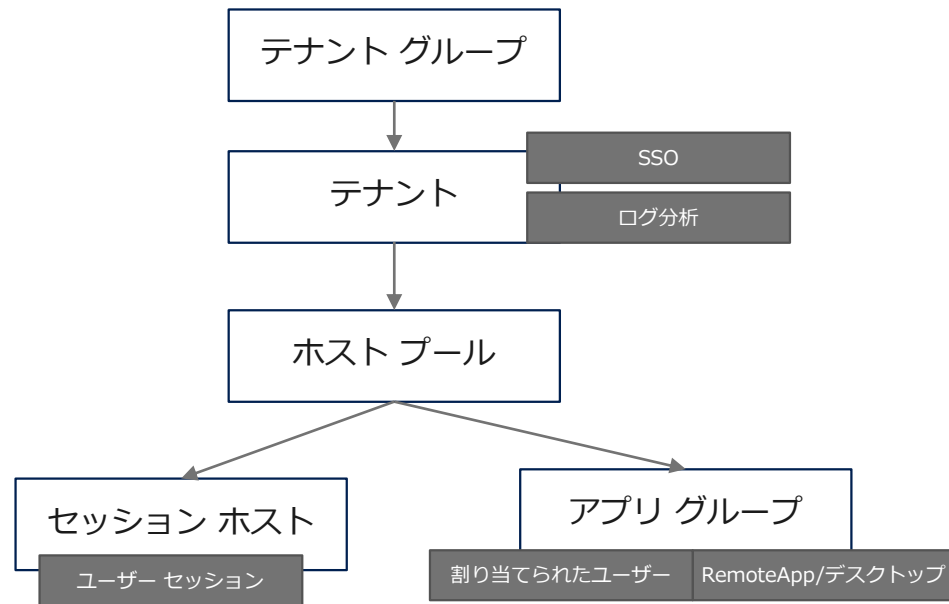 テナント グループ
テナント
SSO
ログ分析
ホスト プール
セッション ホスト
ユーザー セッション
アプリ グループ
割り当てられたユーザー
RemoteApp/デスクトップ